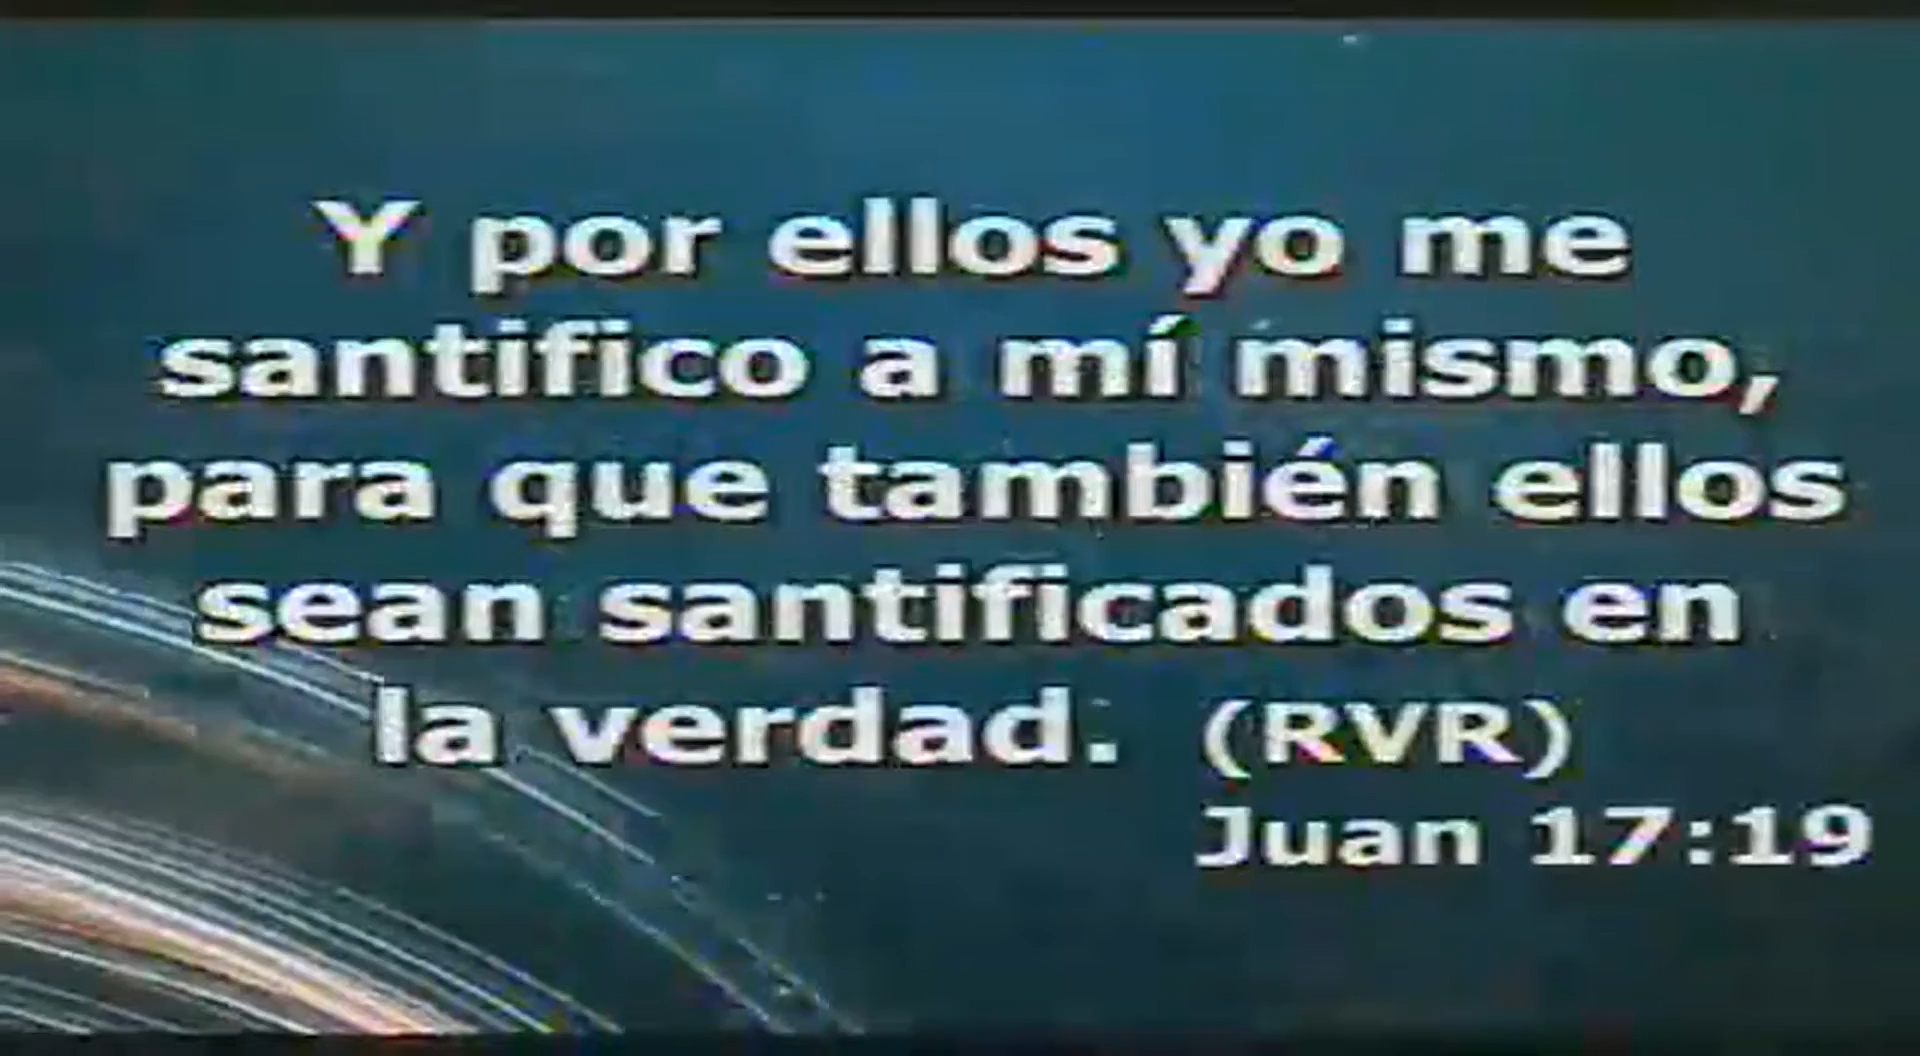 Y por ellos yo me
santifico a mí mismo,
para que también ellos
sean santificados en
la verdad. (RVR)
Juan 17:19